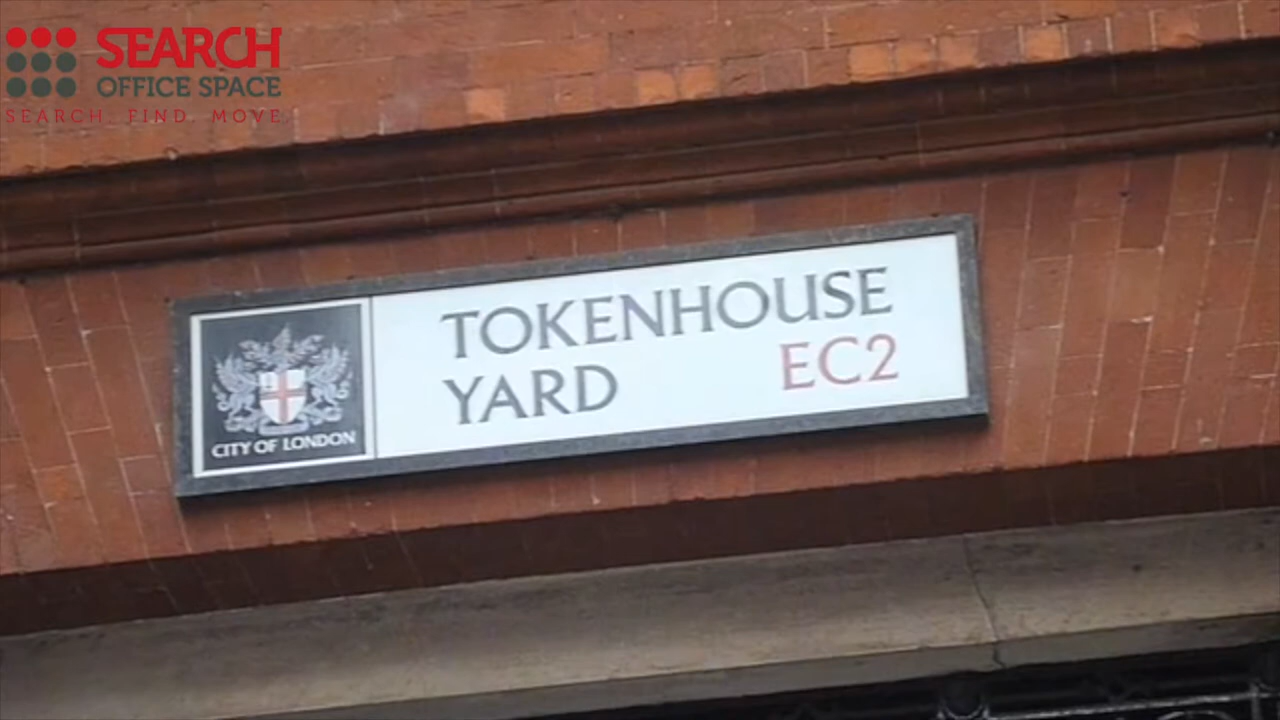 SEARCH
OFFICE SPACE
SEARCH. FIND. MOVE.
TOKENHOUSE
YARD EC2
CITY OF LONDON